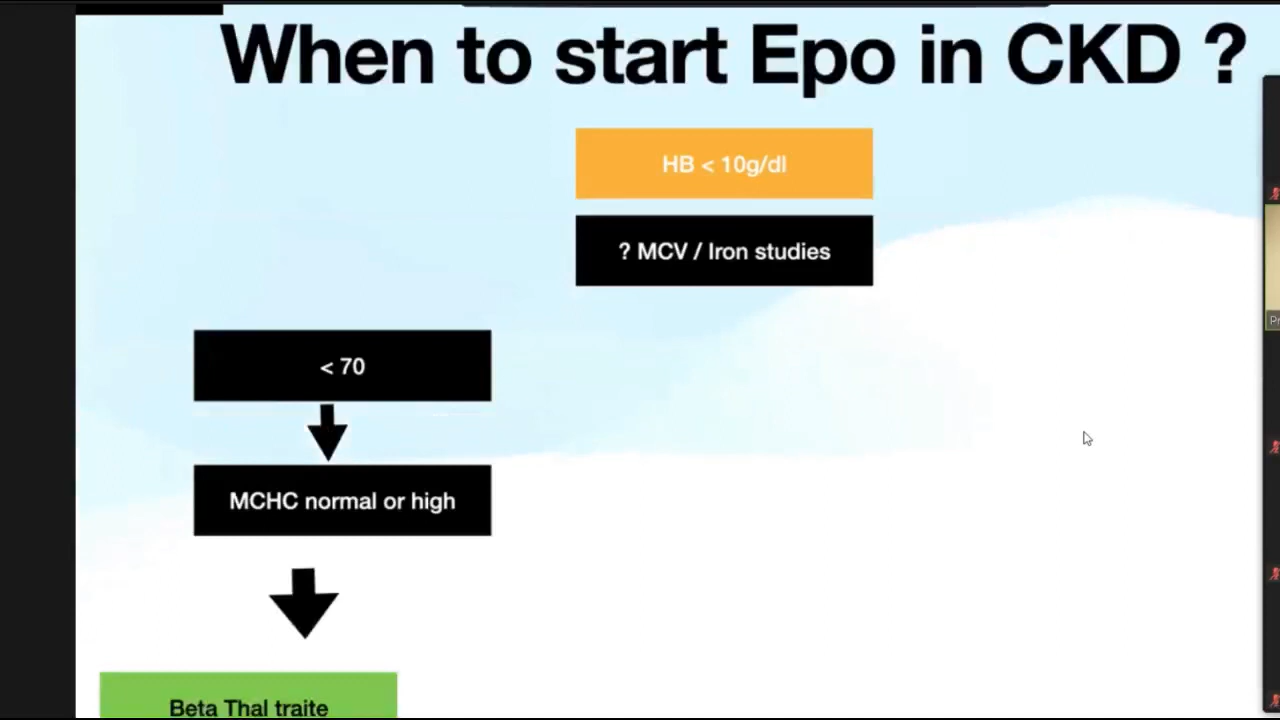 When to start Epo in CKD ?
HB < 10g/dl
? MCV / Iron studies
< 70
MCHC normal or high
Beta Thal traite